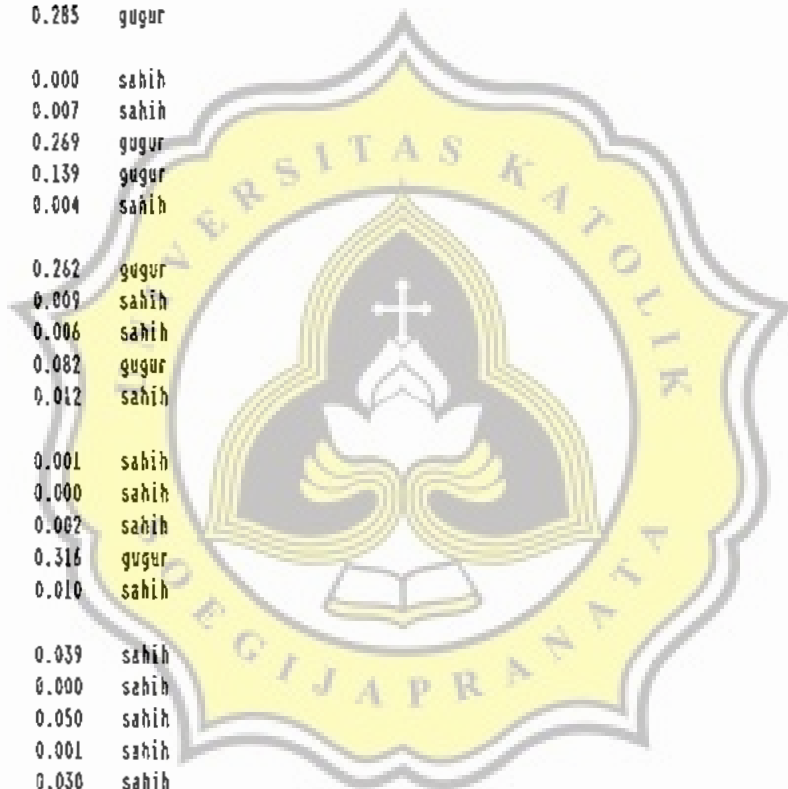 0.285 gugur
0.000 sahih
0.007 sahih
0.269 gugur
0.139 gugur
0.004 sahih
0.262 gugur
0.009 sahih
0.006 sahih
0.082 gugur
0.012 sahih
0.001 sahih
0.000 sahih
0.002 sahih
0.316 gugur
0.010 sahih
0.039 sahih
0.000 sahih
0.050 sahih
0.001 sahih
0.030 sahih
UNIVERSITAS KATOLIK
SOEGIJAPRANATA